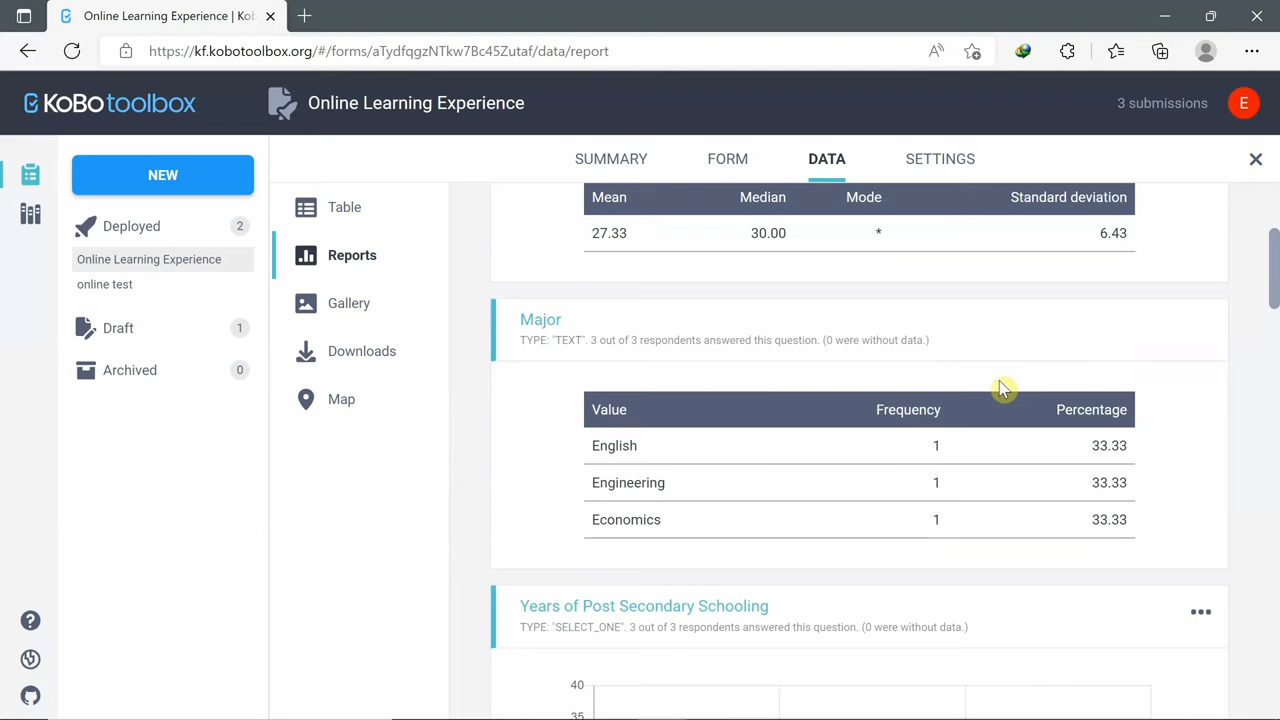 Online Learning Experience | Kob
https://kf.kobotoolbox.org/#/forms/aTydfqgzNTkw7Bc45Zutaf/data/report
KoBotoolbox
Online Learning Experience
3 submissions
E
NEW
SUMMARY
FORM
DATA
SETTINGS
Deployed
2
Online Learning Experience
online test
Draft
1
Archived
0
Table
Reports
Gallery
Downloads
Map
Mean Median Mode Standard deviation
27.33 30.00 * 6.43
Major
TYPE: "TEXT". 3 out of 3 respondents answered this question. (0 were without data.)
Value Frequency Percentage
English 1 33.33
Engineering 1 33.33
Economics 1 33.33
Years of Post Secondary Schooling
TYPE: "SELECT_ONE". 3 out of 3 respondents answered this question. (0 were without data.)
40
35